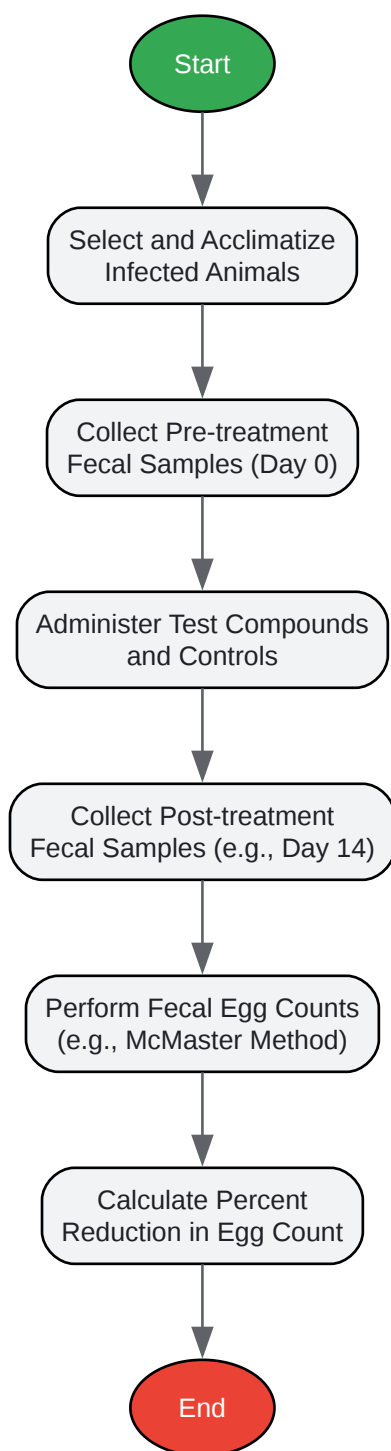 Start
Select and Acclimatize
Infected Animals
Collect Pre-treatment
Fecal Samples (Day 0)
Administer Test Compounds
and Controls
Collect Post-treatment
Fecal Samples (e.g., Day 14)
Perform Fecal Egg Counts
(e.g., McMaster Method)
Calculate Percent
Reduction in Egg Count
End